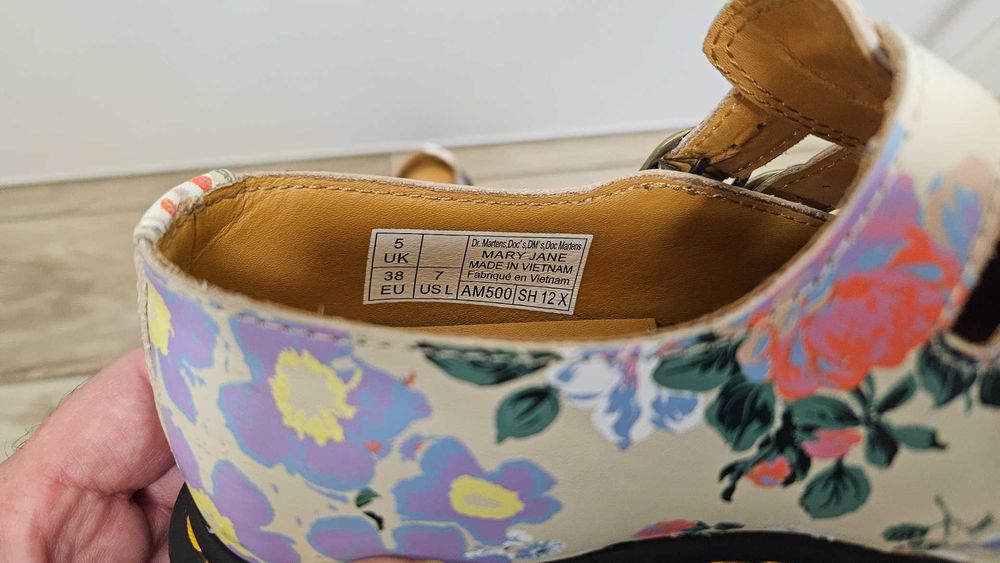 5
UK
38
EU
7
US L
Dr. Martens,Doc's,DM's,Doc Martens
MARY JANE
MADE IN VIETNAM
Fabriqué en Vietnam
AM500 SH 12-X